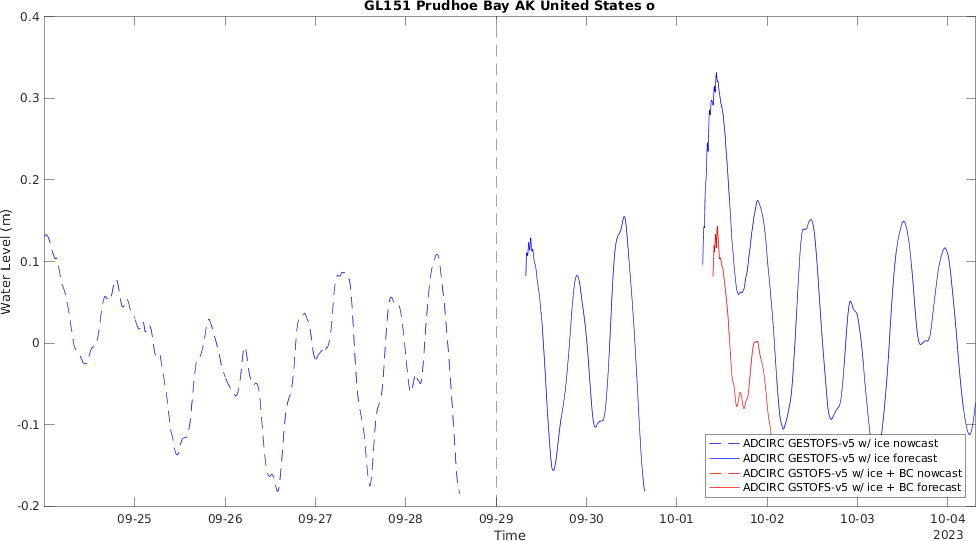 GL151 Prudhoe Bay AK United States o
0.4
0.3
0.2
0.1
0
-0.1
-0.2
Water Level (m)
09-25
09-26
09-27
09-28
09-29
09-30
10-01
10-02
10-03
10-04
Time
2023
ADCIRC GESTOFS-v5 w/ ice nowcast
ADCIRC GESTOFS-v5 w/ ice forecast
ADCIRC GSTOFS-v5 w/ ice + BC nowcast
ADCIRC GSTOFS-v5 w/ ice + BC forecast